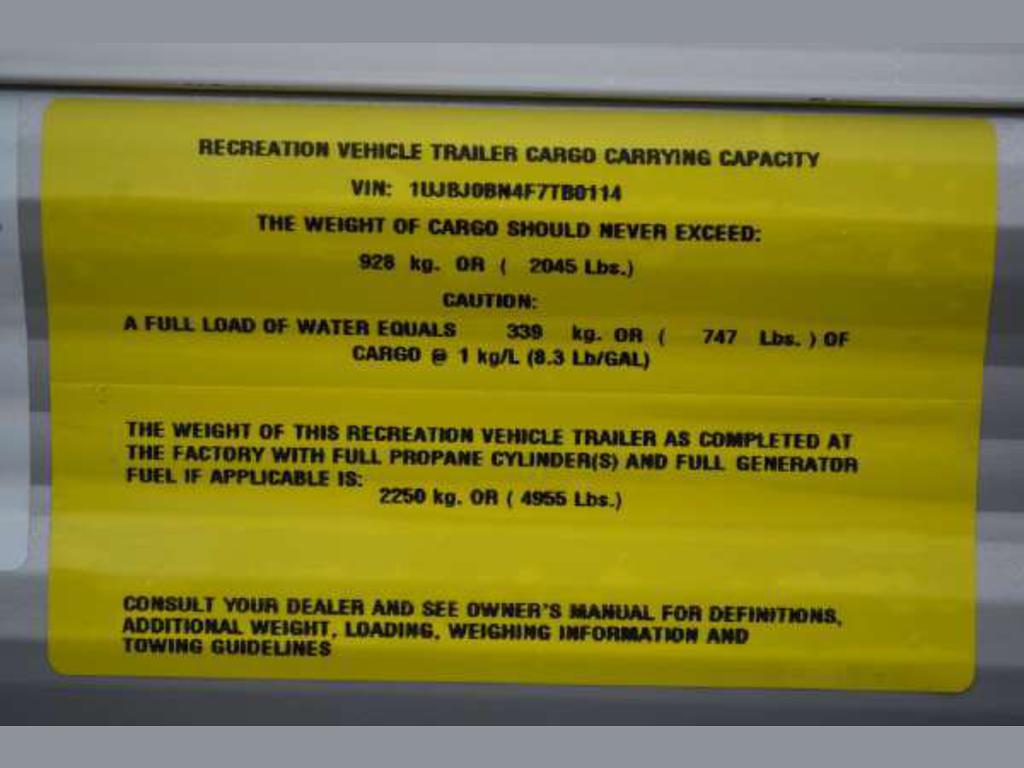 RECREATION VEHICLE TRAILER CARGO CARRYING CAPACITY
VIN: 1UJBJ0BN4F7TB0114
THE WEIGHT OF CARGO SHOULD NEVER EXCEED:
928 kg. OR ( 2045 Lbs.)
CAUTION:
A FULL LOAD OF WATER EQUALS 339 kg. OR ( 747 Lbs. ) OF
CARGO @ 1 kg/L (8.3 Lb/GAL)
THE WEIGHT OF THIS RECREATION VEHICLE TRAILER AS COMPLETED AT
THE FACTORY WITH FULL PROPANE CYLINDER(S) AND FULL GENERATOR
FUEL IF APPLICABLE IS:
2250 kg. OR ( 4955 Lbs.)
CONSULT YOUR DEALER AND SEE OWNER'S MANUAL FOR DEFINITIONS,
ADDITIONAL WEIGHT, LOADING, WEIGHING INFORMATION AND
TOWING GUIDELINES